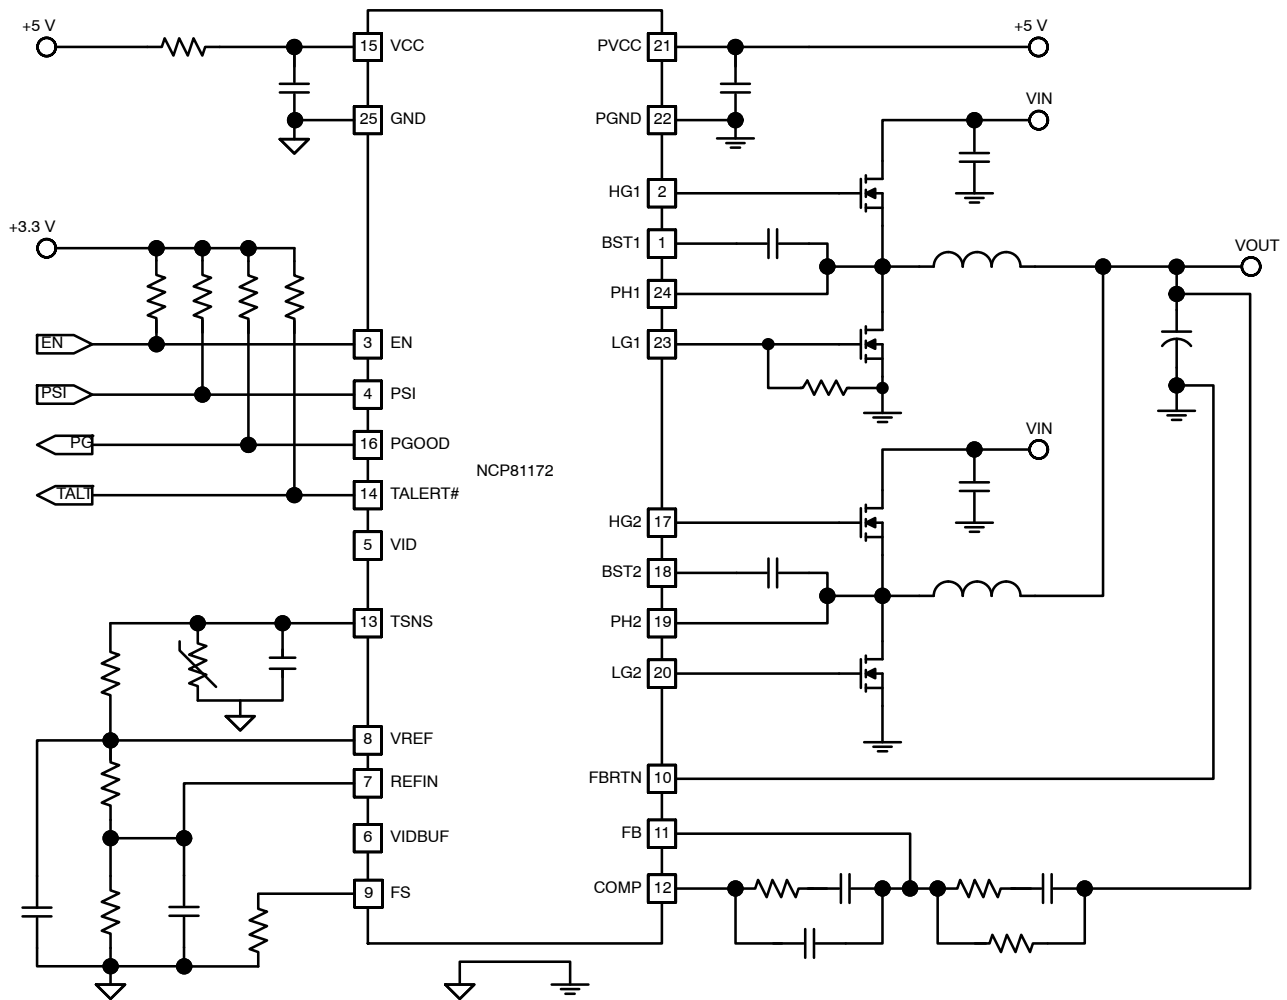 +5 V
15 VCC
PVCC 21
+5 V
25 GND
PGND 22
VIN
HG1 2
+3.3 V
BST1 1
VOUT
PH1 24
EN
3 EN
LG1 23
PSI
4 PSI
PG
16 PGOOD
VIN
NCP81172
TALT
14 TALERT#
HG2 17
5 VID
BST2 18
13 TSNS
PH2 19
LG2 20
8 VREF
FBRTN 10
7 REFIN
FB 11
6 VIDBUF
COMP 12
9 FS